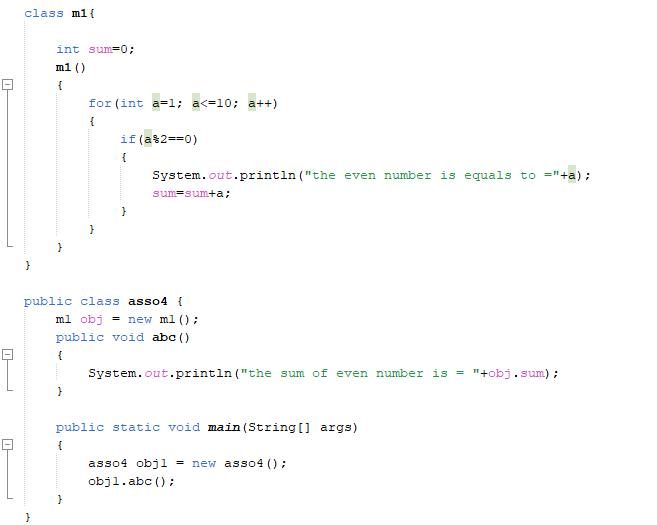 class m1{
int sum=0;
m1()
{
for(int a=1; a<=10; a++)
{
if(a%2==0)
{
System.out.println("the even number is equals to ="+a);
sum=sum+a;
}
}
}
}
public class asso4 {
m1 obj = new m1();
public void abc()
{
System.out.println("the sum of even number is = "+obj.sum);
}
public static void main(String[] args)
{
asso4 obj1 = new asso4();
obj1.abc();
}
}